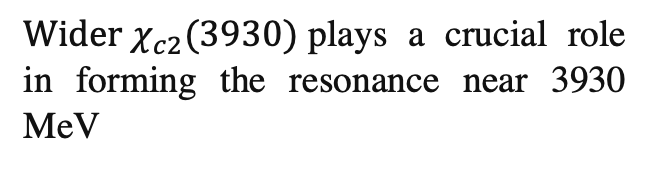 Wider χc2(3930) plays a crucial role
in forming the resonance near 3930
MeV